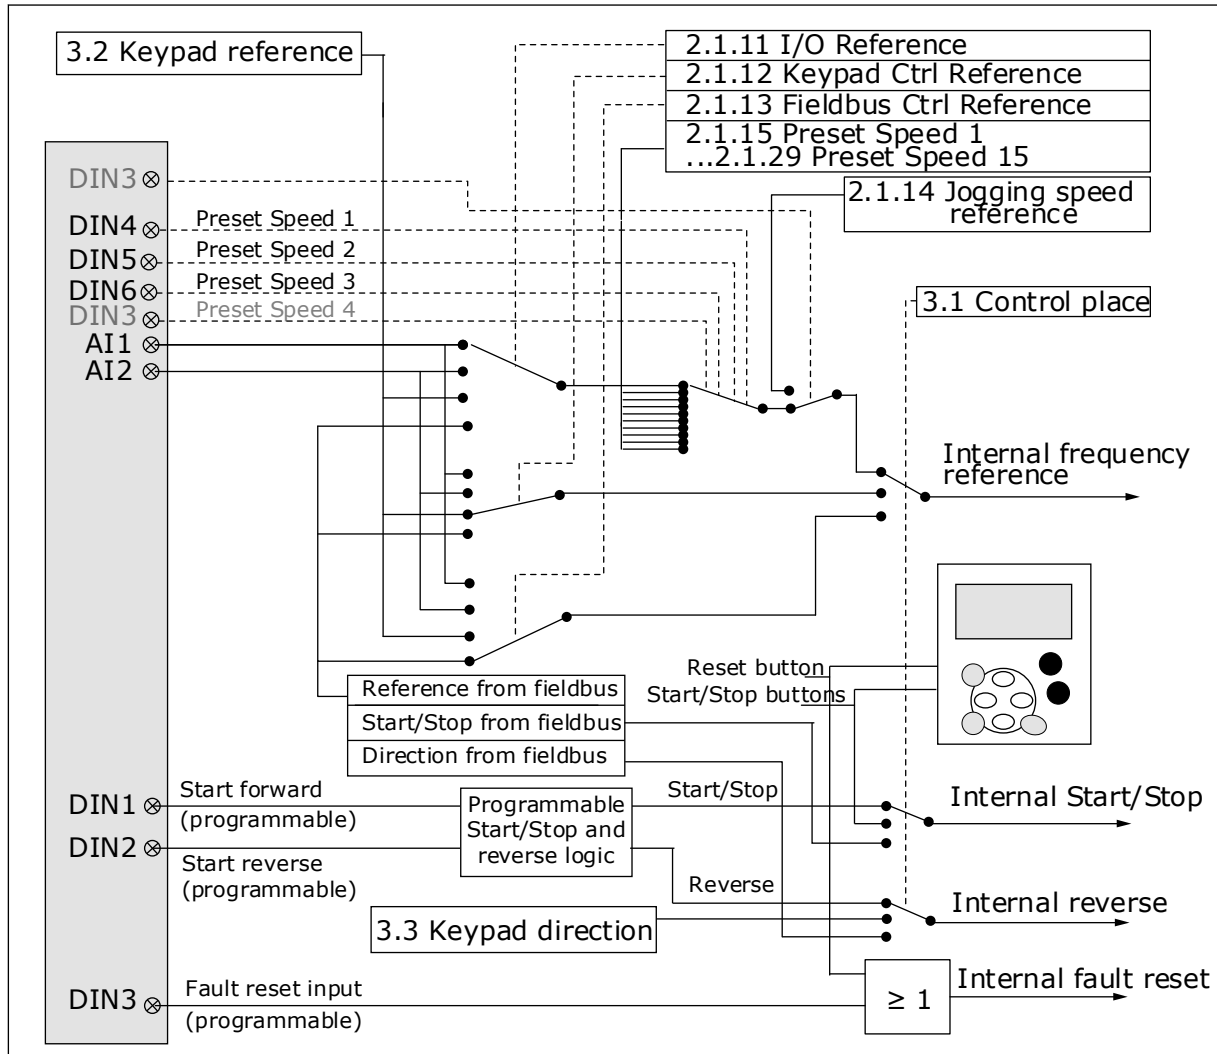 3.2 Keypad reference
2.1.11 I/O Reference
2.1.12 Keypad Ctrl Reference
2.1.13 Fieldbus Ctrl Reference
2.1.15 Preset Speed 1
...2.1.29 Preset Speed 15
2.1.14 Jogging speed
reference
3.1 Control place
DIN3
DIN4
Preset Speed 1
DIN5
Preset Speed 2
DIN6
Preset Speed 3
DIN3
Preset Speed 4
AI1
AI2
Internal frequency
reference
Reset button
Start/Stop buttons
Reference from fieldbus
Start/Stop from fieldbus
Direction from fieldbus
DIN1
Start forward
(programmable)
DIN2
Start reverse
(programmable)
Programmable
Start/Stop and
reverse logic
Start/Stop
Internal Start/Stop
Reverse
Internal reverse
3.3 Keypad direction
DIN3
Fault reset input
(programmable)
≥ 1
Internal fault reset